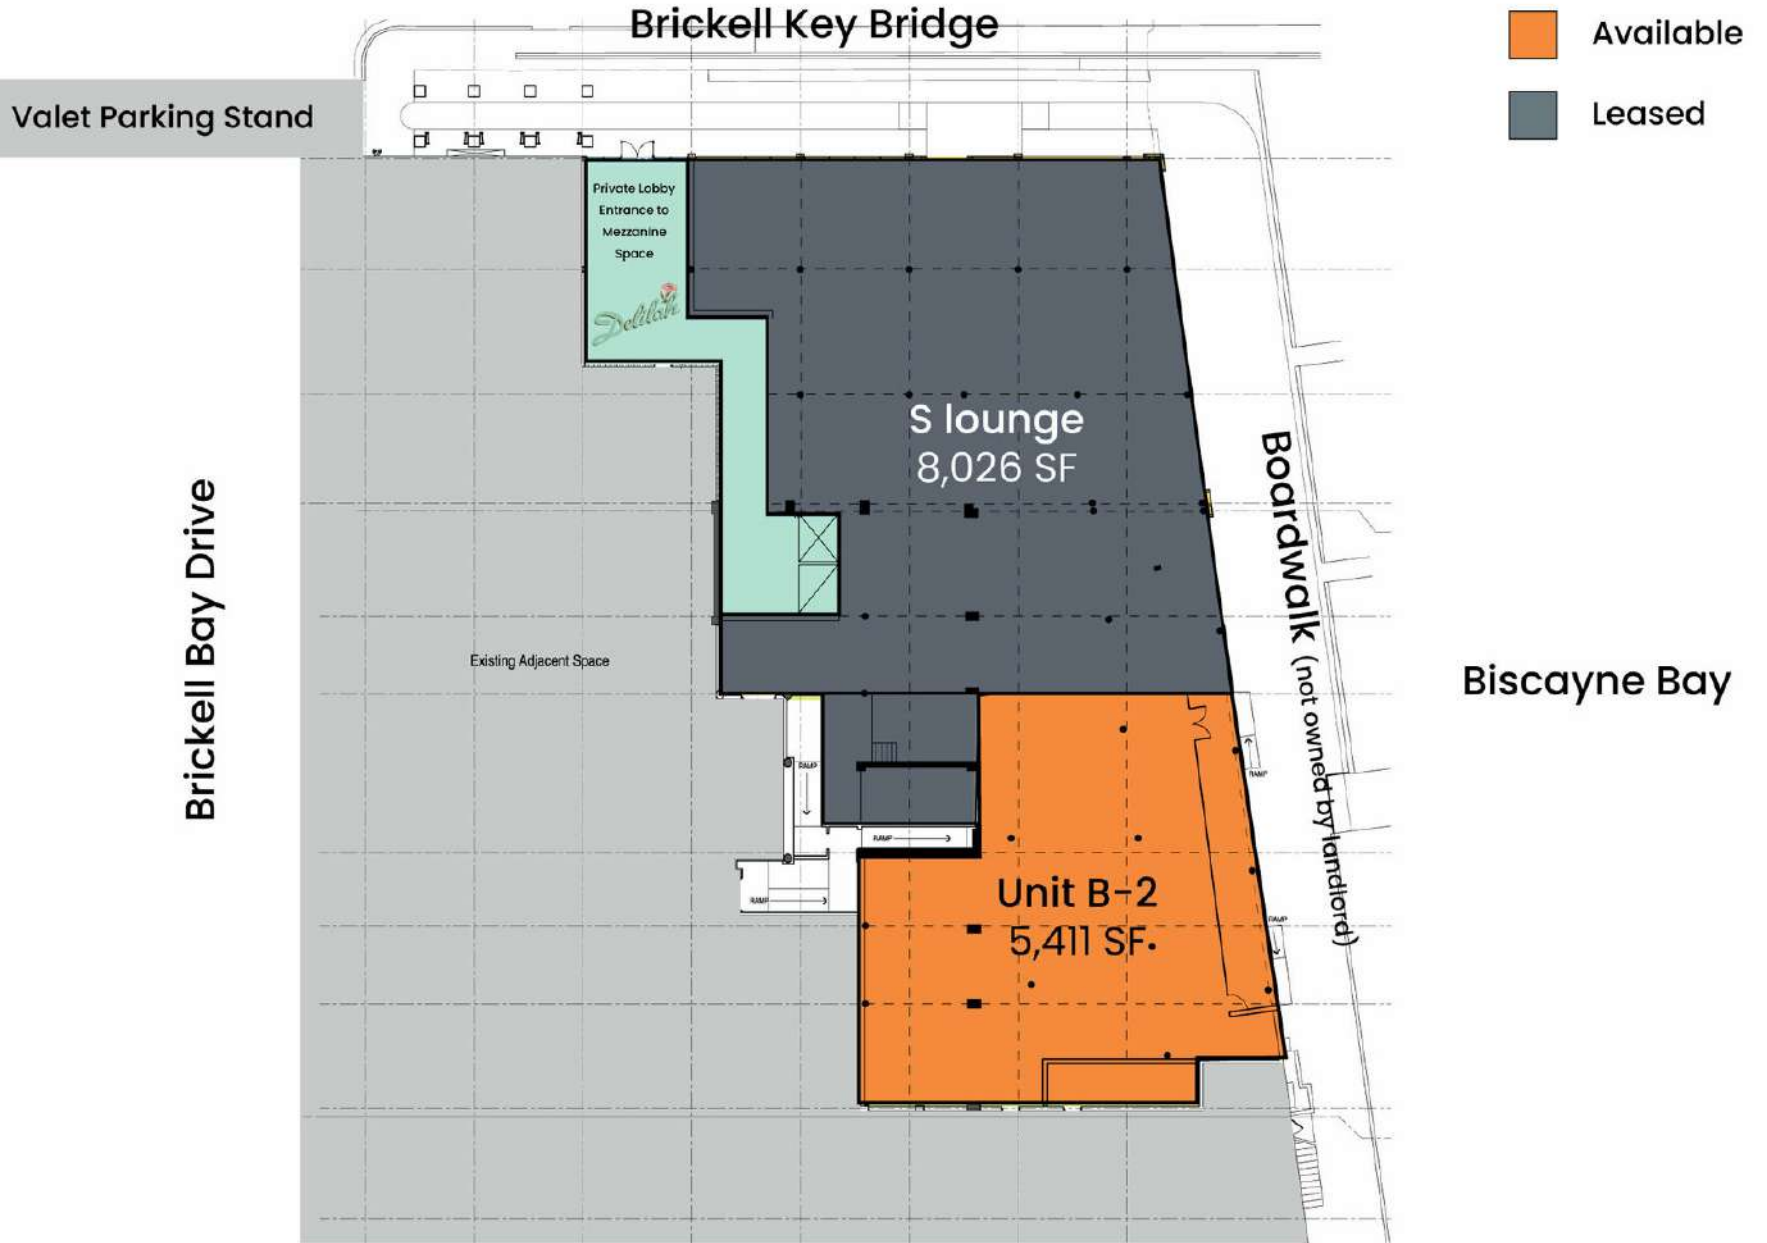 Brickell Key Bridge
Available
Leased
Valet Parking Stand
Private Lobby
Entrance to
Mezzanine
Space
Delilah
S lounge
8,026 SF
Boardwalk (not owned by landlord)
Brickell Bay Drive
Existing Adjacent Space
Biscayne Bay
RAMP
RAMP
RAMP
RAMP
RAMP
Unit B-2
5,411 SF.